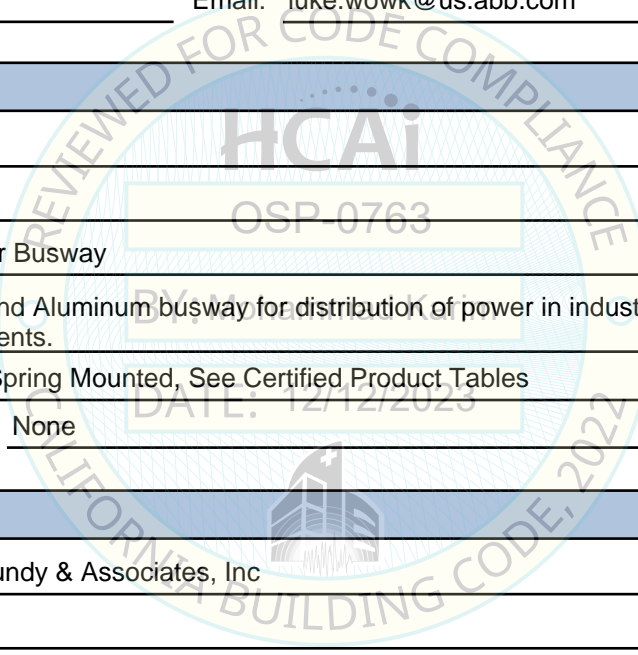 Email: luke.wowk@us.abb.com
REVIEWED FOR CODE COMPLIANCE
HCAi
OSP-0763
r Busway
nd Aluminum busway for distribution of power in indust
BY: Mohammad Karim
ents.
Spring Mounted, See Certified Product Tables
DATE: 12/12/2023
None
undy & Associates, Inc
CALIFORNIA BUILDING CODE, 2022